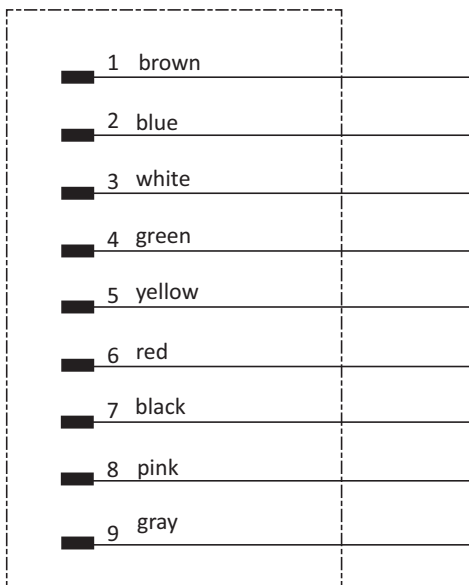 1 brown
2 blue
3 white
4 green
5 yellow
6 red
7 black
8 pink
9 gray